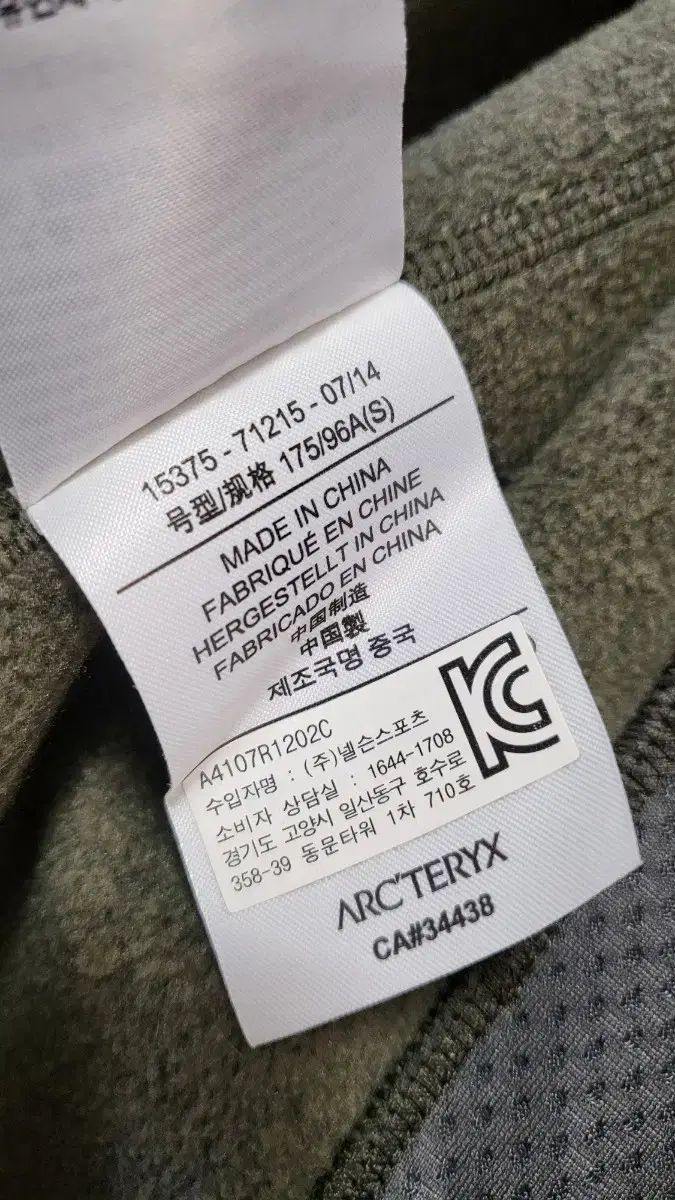 15375 - 71215 - 07/14
号型/规格 175/96A(S)
MADE IN CHINA
FABRIQUÉ EN CHINE
HERGESTELLT IN CHINA
FABRICADO EN CHINA
中国制造
中国製
제조국명 중국
A4107R1202C
수입자명 : (주)넬슨스포츠
소비자 상담실 : 1644-1708
경기도 고양시 일산동구 호수로
358-39 동문타워 1차 710호
ARC'TERYX
CA#34438